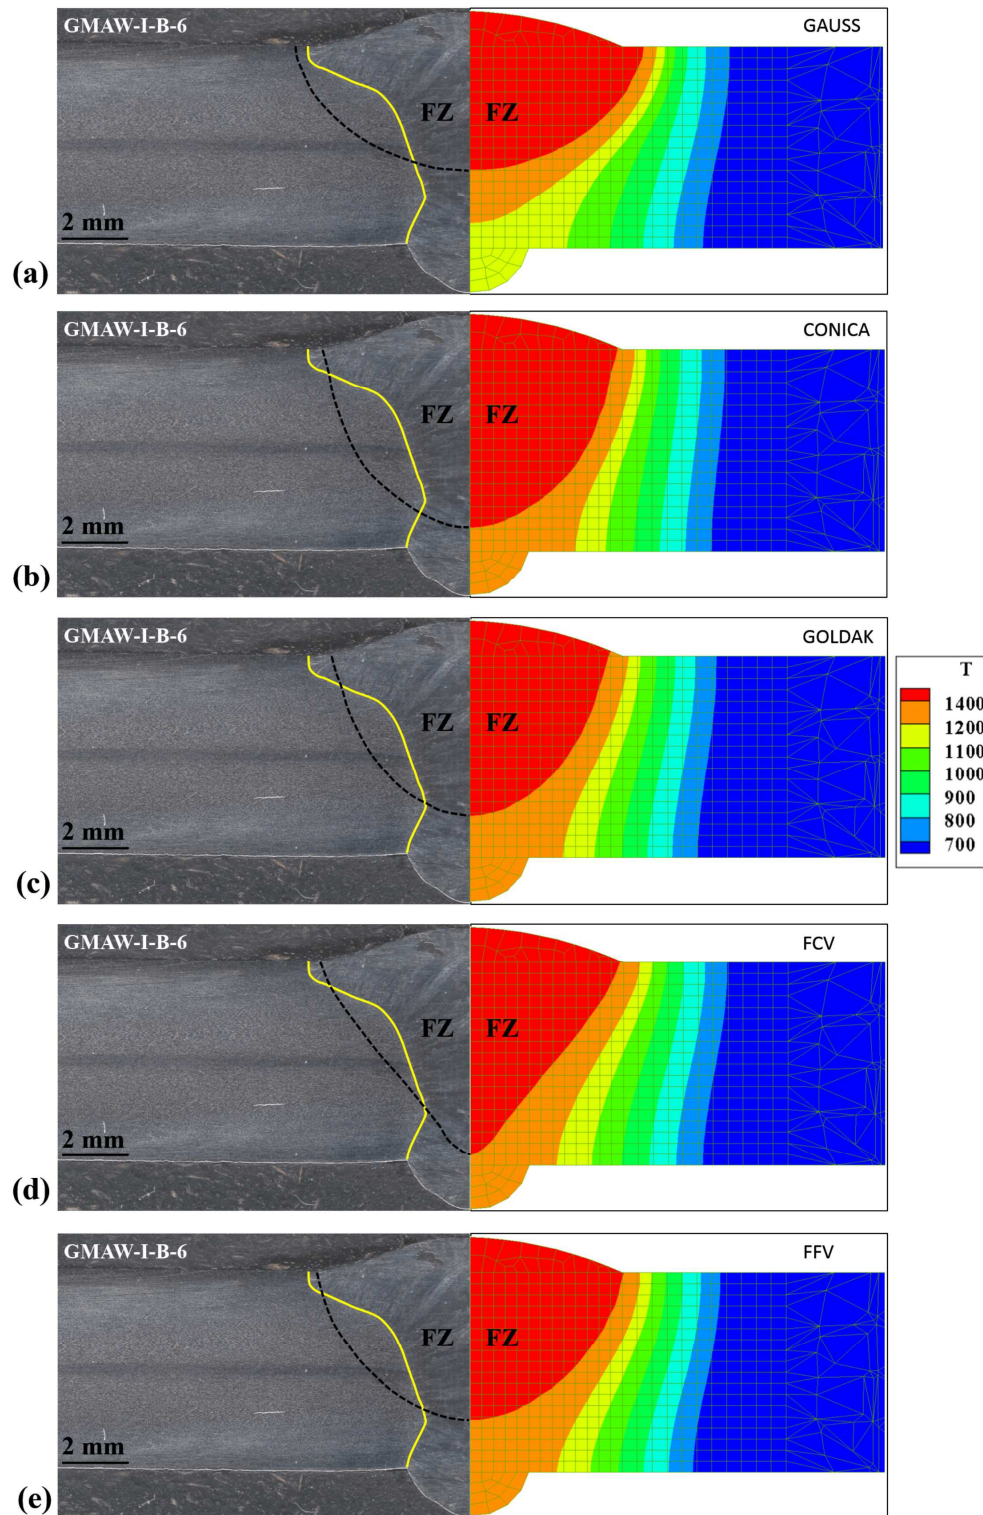 GMAW-I-B-6
GAUSS
FZ
FZ
2 mm
(a)
GMAW-I-B-6
CONICA
FZ
FZ
2 mm
(b)
GMAW-I-B-6
GOLDAK
FZ
FZ
2 mm
(c)
T
1400
1200
1100
1000
900
800
700
GMAW-I-B-6
FCV
FZ
FZ
2 mm
(d)
GMAW-I-B-6
FFV
FZ
FZ
2 mm
(e)